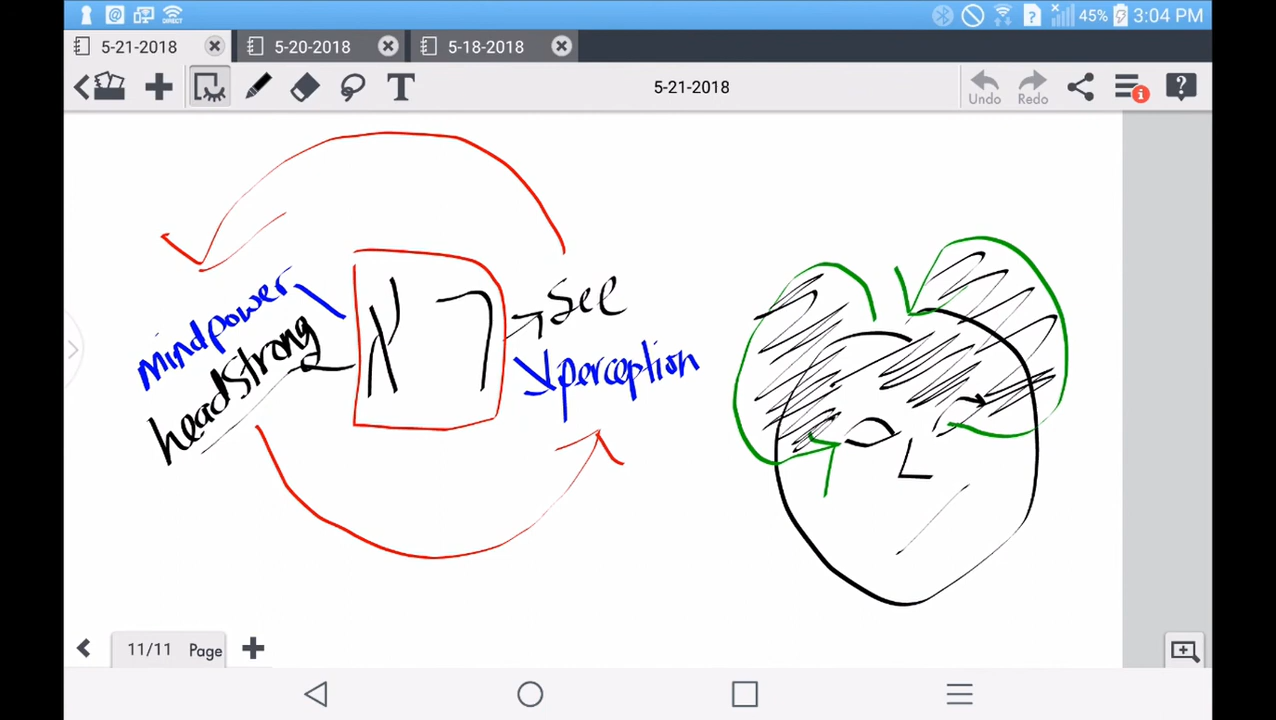 DIRECT
45%
3:04 PM
5-21-2018
5-20-2018
5-18-2018
5-21-2018
Undo
Redo
See
mindpower
headstrong
perception
11/11
Page